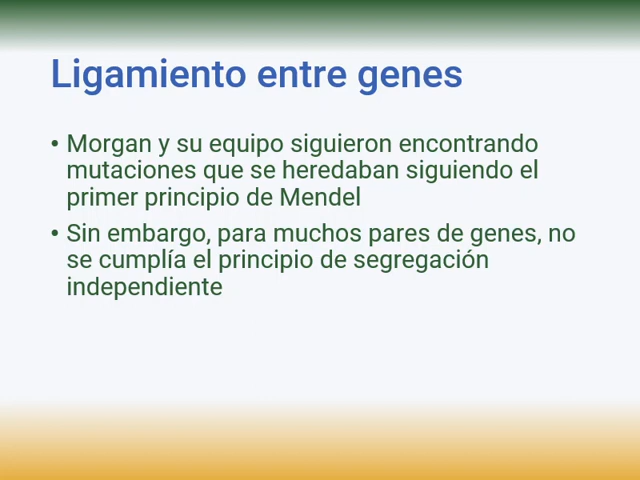 Ligamiento entre genes
• Morgan y su equipo siguieron encontrando
mutaciones que se heredaban siguiendo el
primer principio de Mendel
• Sin embargo, para muchos pares de genes, no
se cumplía el principio de segregación
independiente